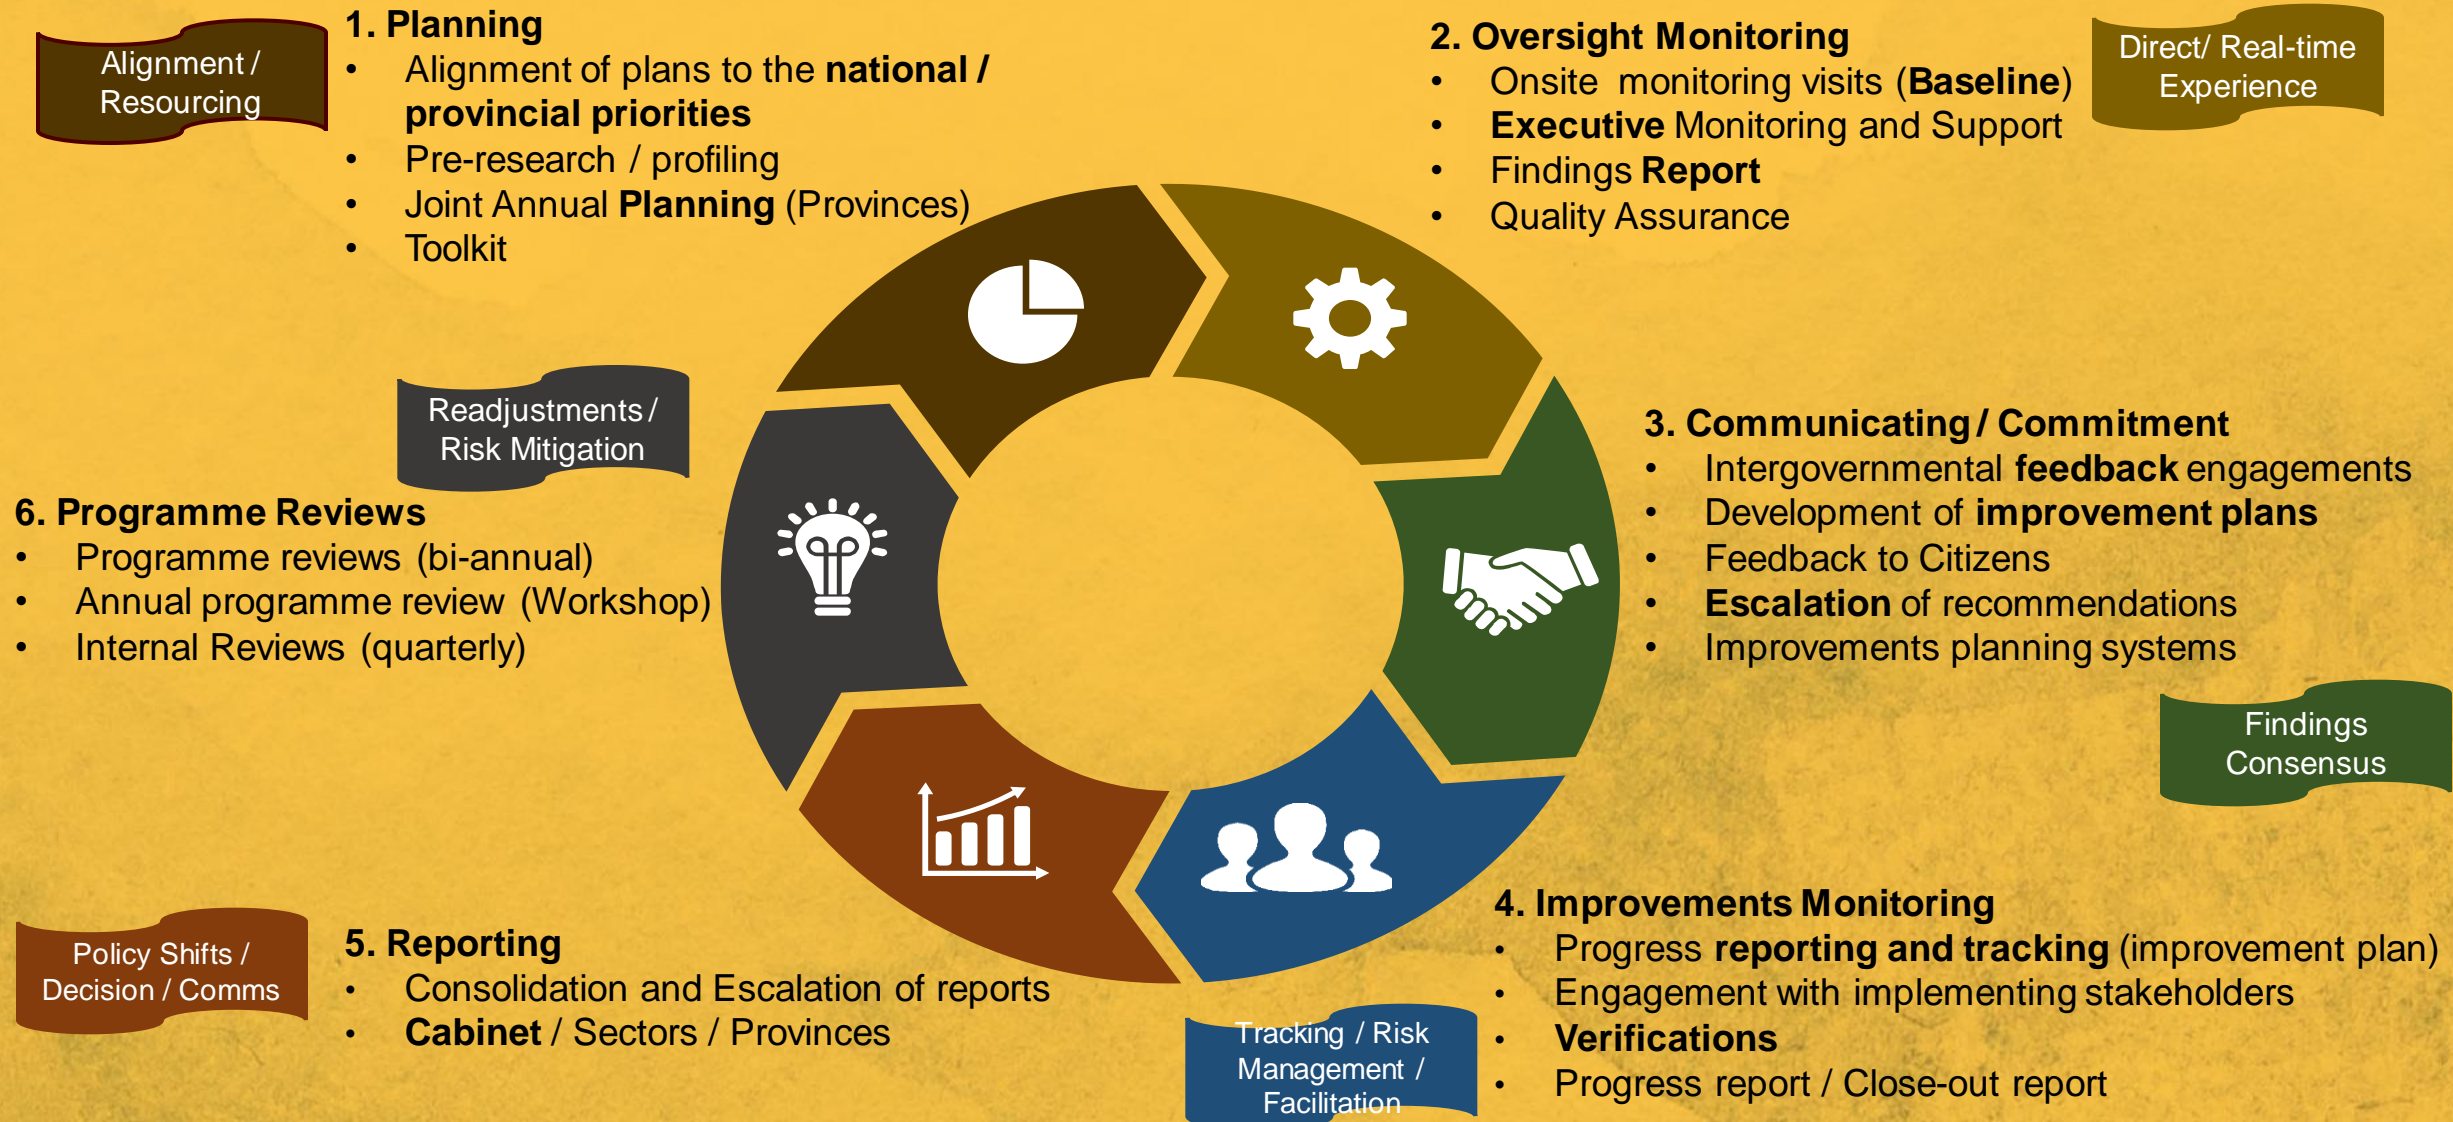 Alignment /
Resourcing
1. Planning
• Alignment of plans to the national /
provincial priorities
• Pre-research / profiling
• Joint Annual Planning (Provinces)
• Toolkit
2. Oversight Monitoring
• Onsite monitoring visits (Baseline)
• Executive Monitoring and Support
• Findings Report
• Quality Assurance
Direct/ Real-time
Experience
3. Communicating / Commitment
• Intergovernmental feedback engagements
• Development of improvement plans
• Feedback to Citizens
• Escalation of recommendations
• Improvements planning systems
Findings
Consensus
4. Improvements Monitoring
• Progress reporting and tracking (improvement plan)
• Engagement with implementing stakeholders
• Verifications
• Progress report / Close-out report
Tracking / Risk
Management /
Facilitation
5. Reporting
• Consolidation and Escalation of reports
• Cabinet / Sectors / Provinces
Policy Shifts /
Decision / Comms
Readjustments /
Risk Mitigation
6. Programme Reviews
• Programme reviews (bi-annual)
• Annual programme review (Workshop)
• Internal Reviews (quarterly)